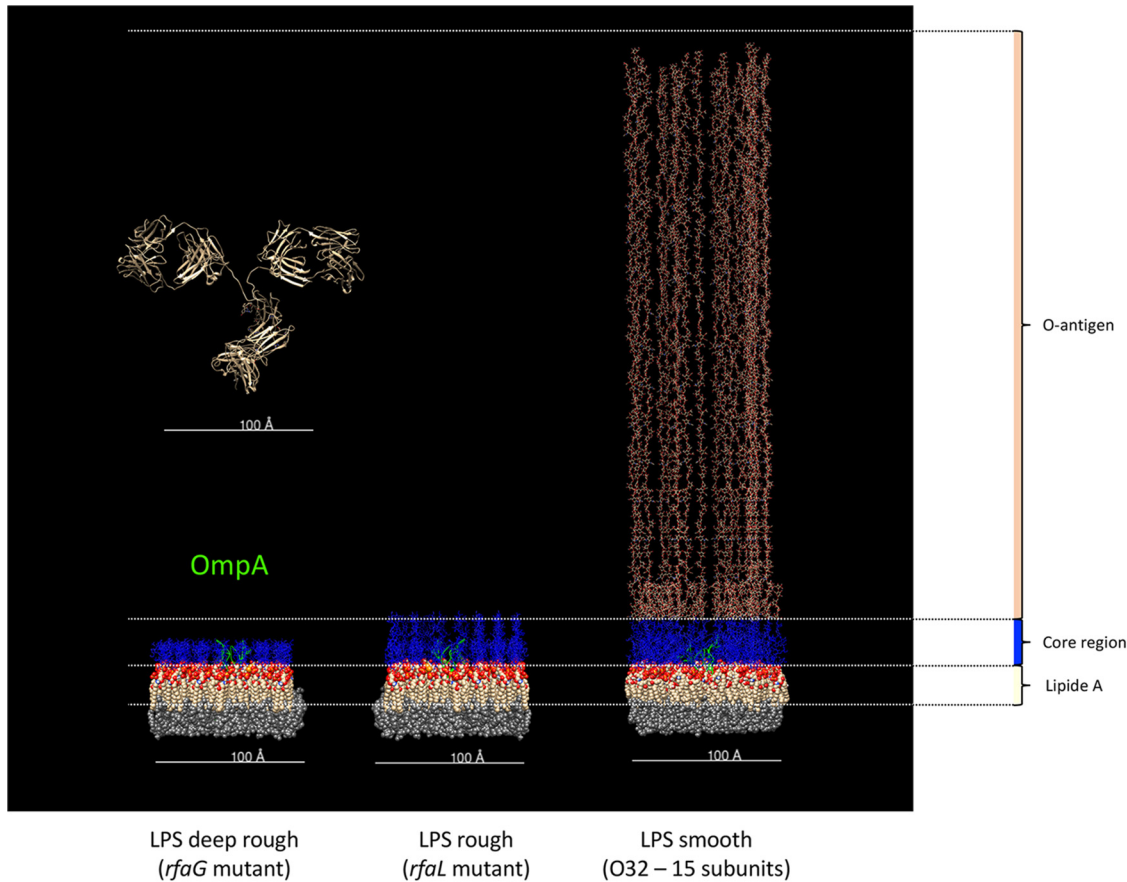 O-antigen
100 Å
OmpA
Core region
Lipide A
100 Å
100 Å
100 A
LPS deep rough
(rfaG mutant)
LPS rough
(rfaL mutant)
LPS smooth
(O32 – 15 subunits)